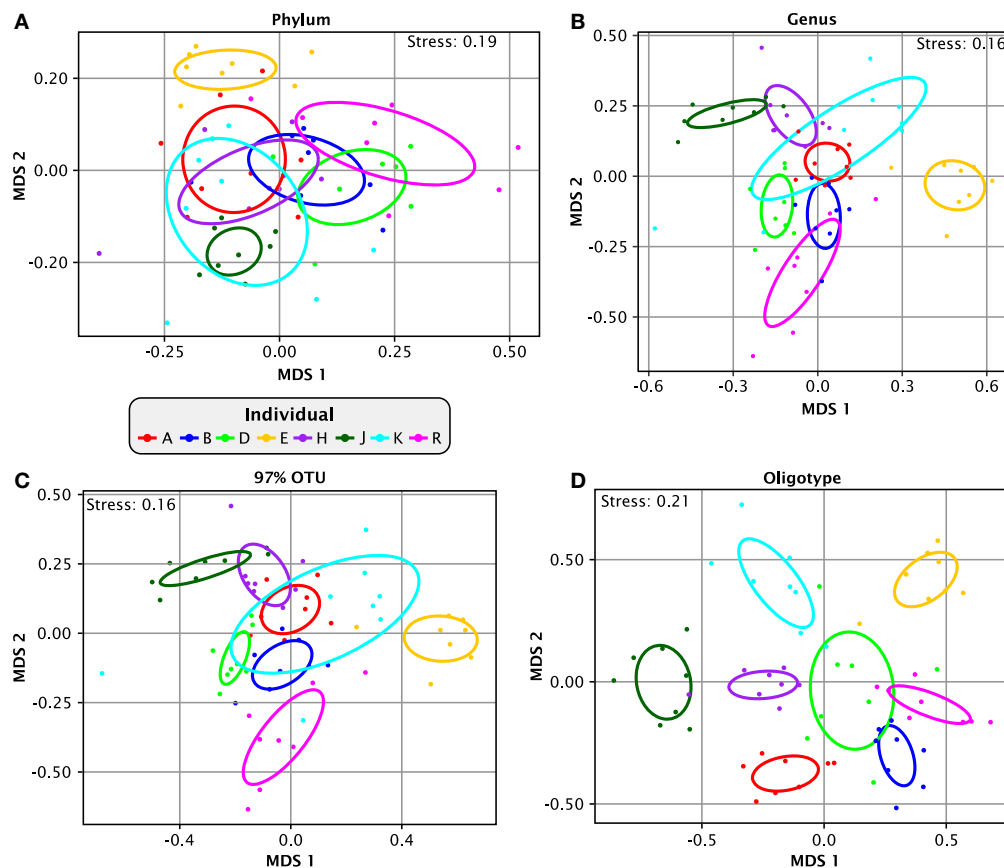 A
Phylum
Stress: 0.19
0.20
0.00
-0.20
MDS 2
-0.25
0.00
0.25
0.50
MDS 1
B
Genus
Stress: 0.16
0.50
0.25
0.00
-0.25
-0.50
MDS 2
-0.6
-0.3
0.0
0.3
0.6
MDS 1
Individual
A B D E H J K R
C
97% OTU
Stress: 0.16
0.50
0.25
0.00
-0.25
-0.50
MDS 2
-0.4
0.0
0.4
MDS 1
D
Oligotype
Stress: 0.21
0.50
0.00
-0.50
MDS 2
-0.5
0.0
0.5
MDS 1